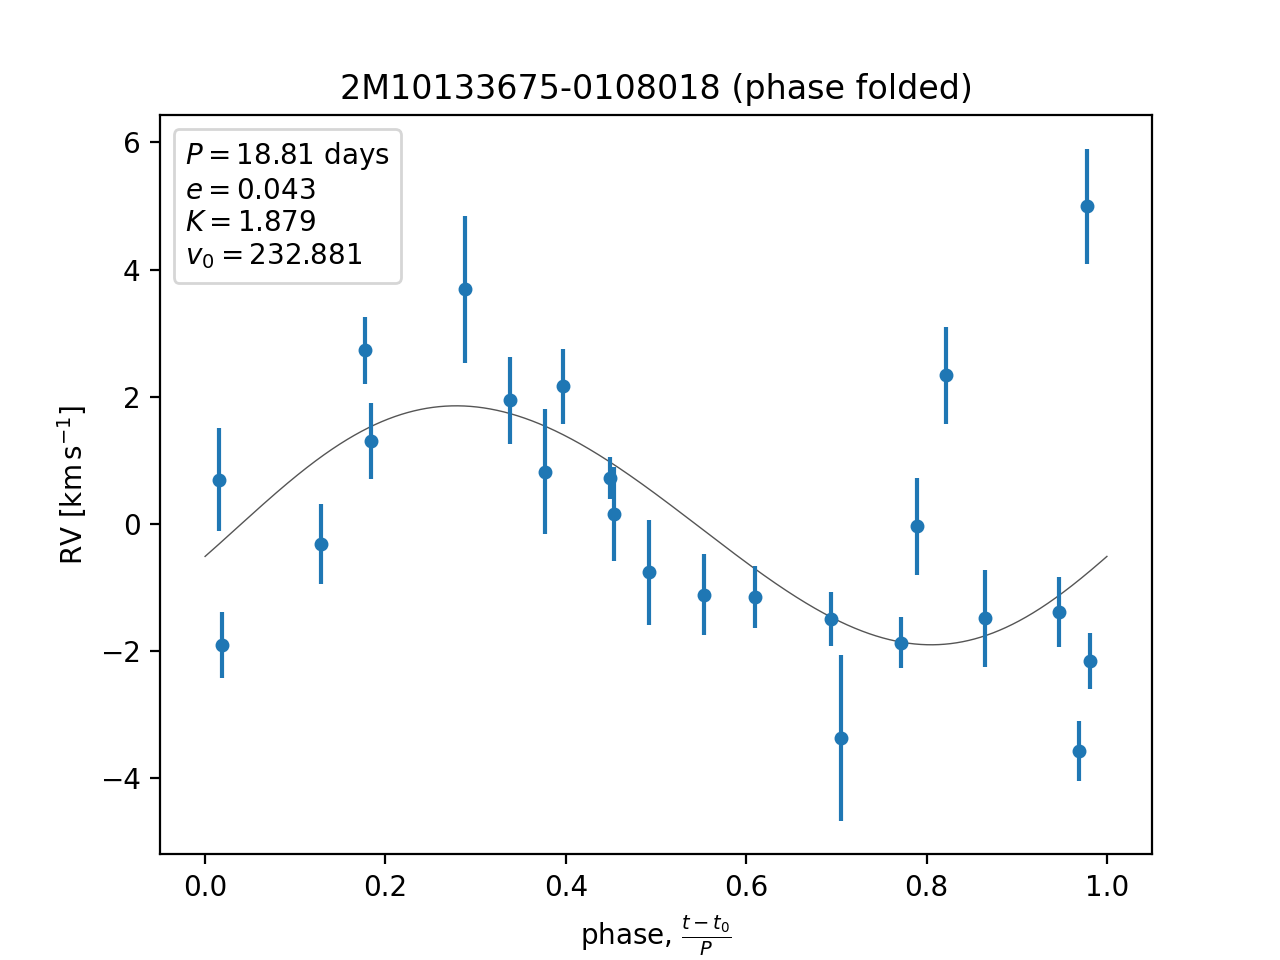 2M10133675-0108018 (phase folded)
P = 18.81 days
e = 0.043
K = 1.879
v₀ = 232.881
6
4
2
0
−2
−4
RV [km s⁻¹]
0.0 0.2 0.4 0.6 0.8 1.0
phase, (t − t₀)/P